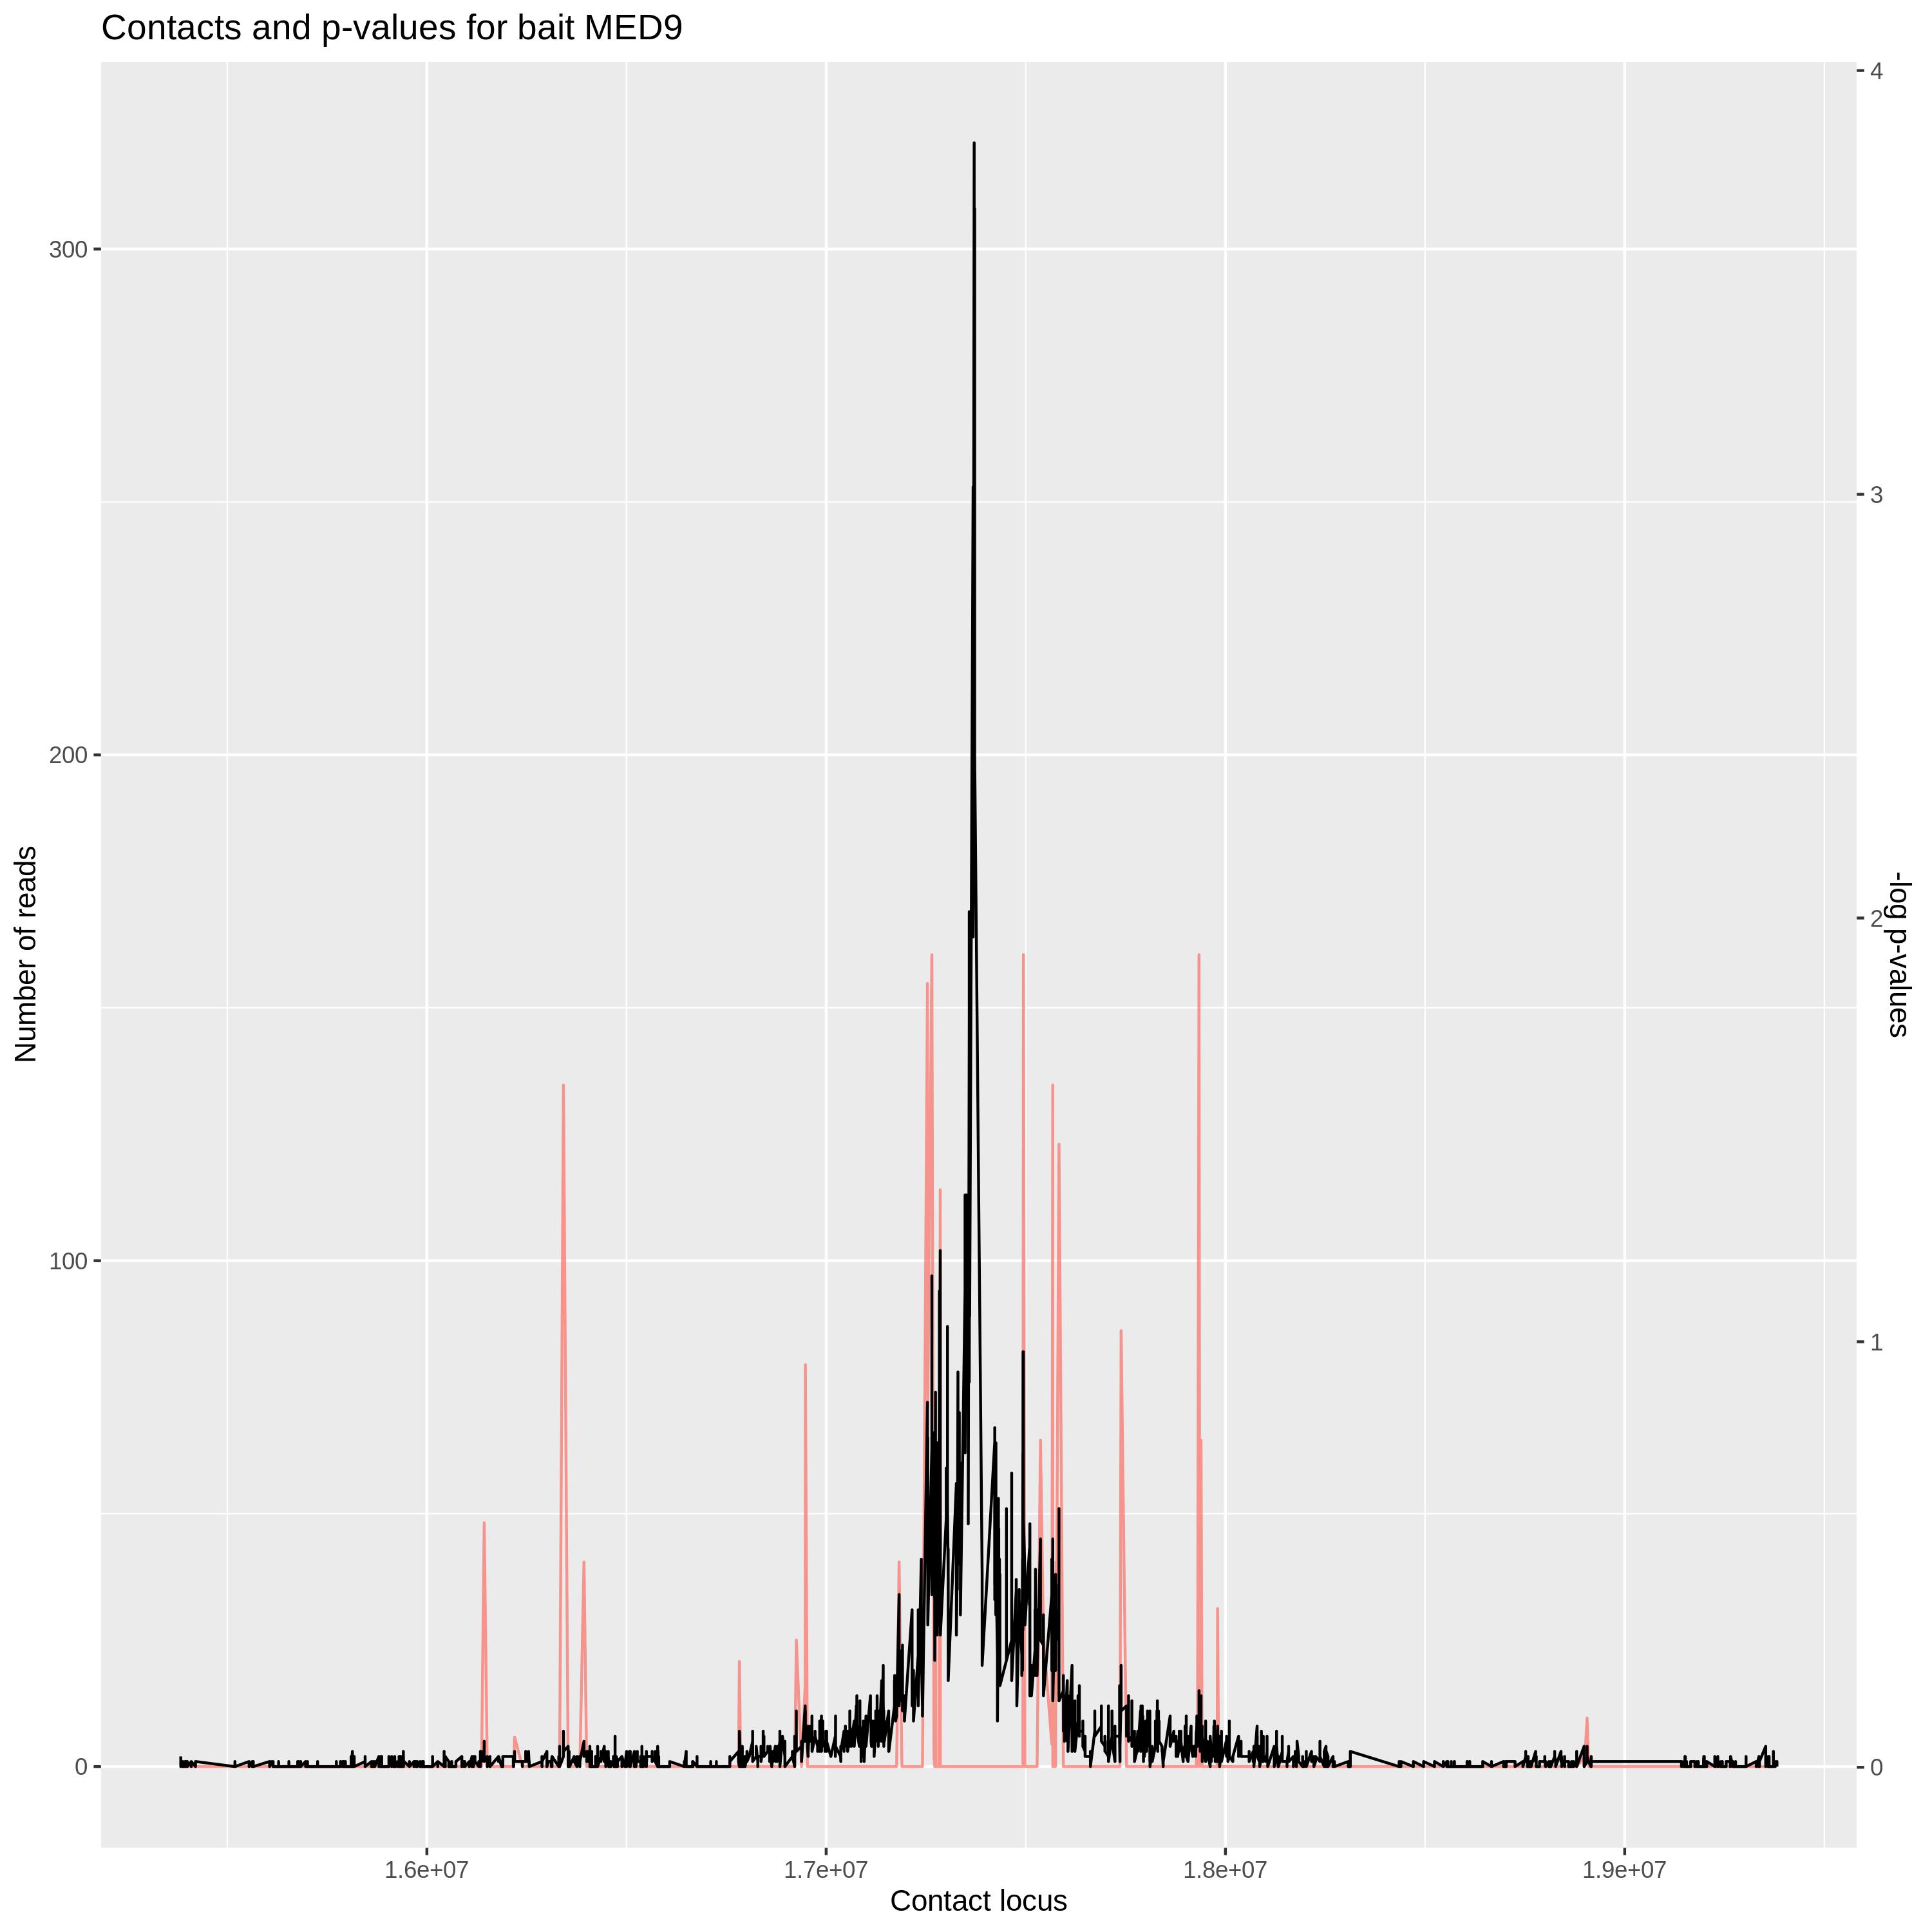 Contacts and p-values for bait MED9
Number of reads
300
200
100
0
4
3
2
1
0
-log p-values
1.6e+07
1.7e+07
1.8e+07
1.9e+07
Contact locus